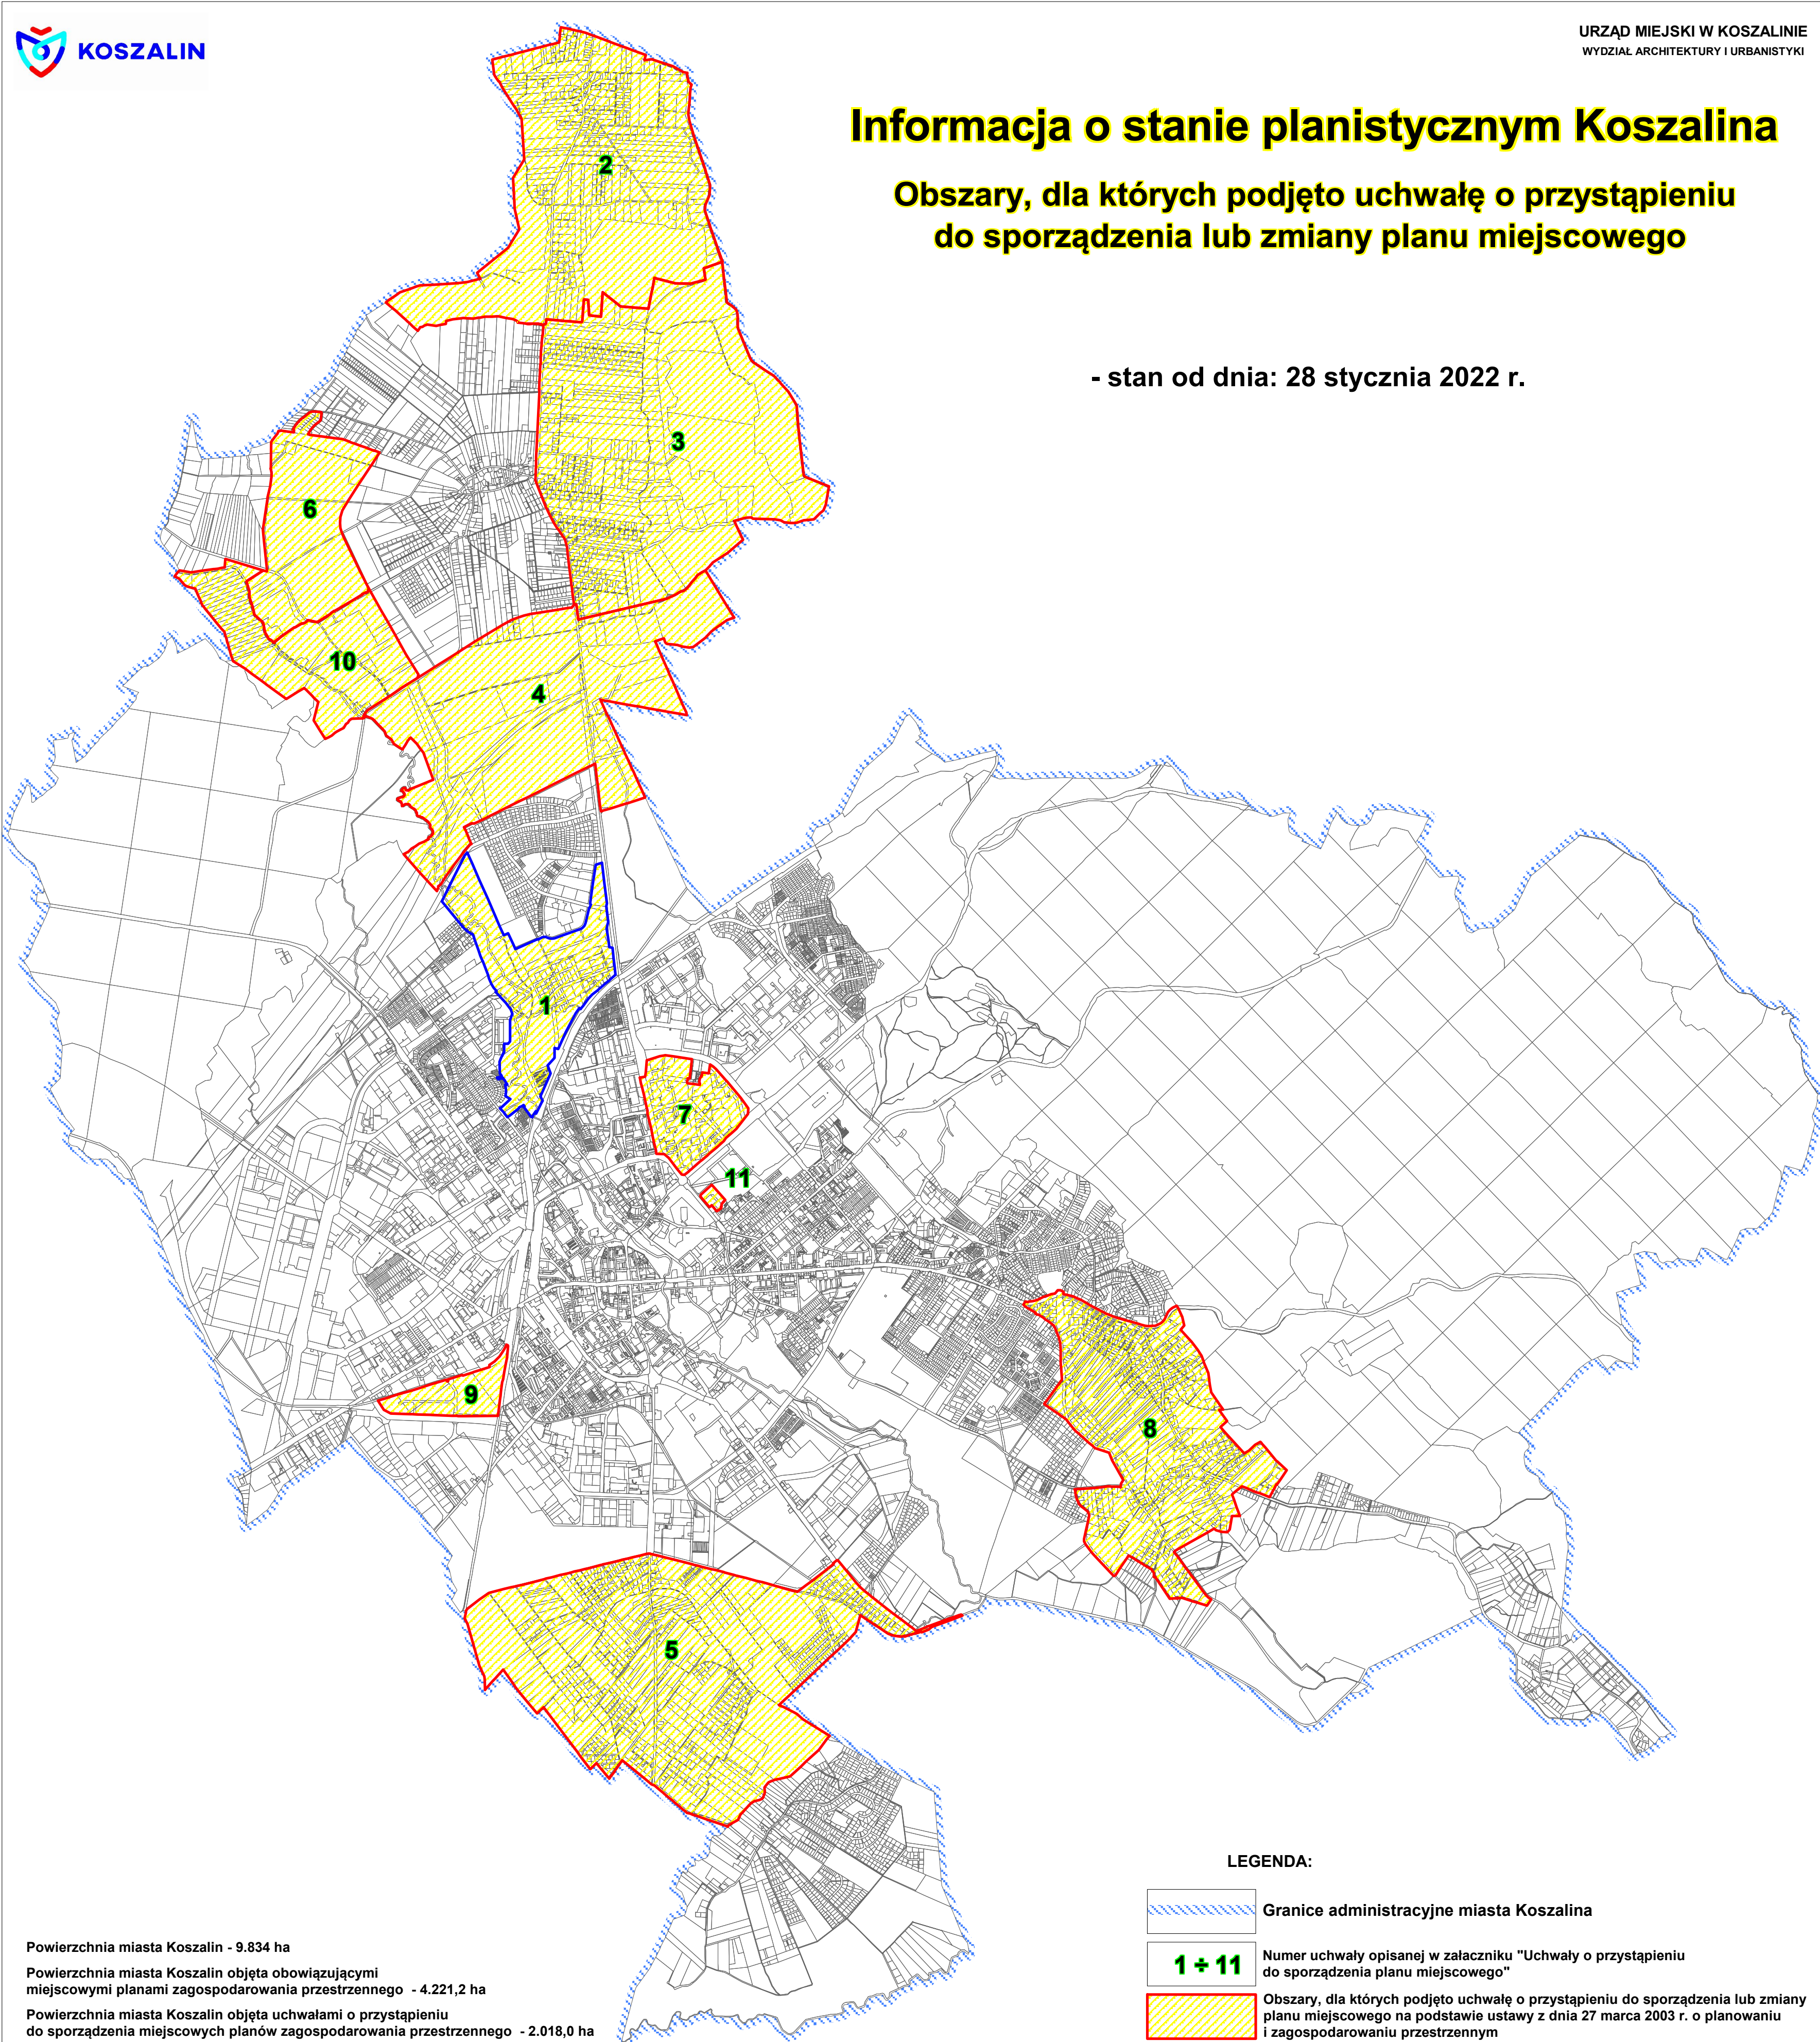 KOSZALIN
URZĄD MIEJSKI W KOSZALINIE
WYDZIAŁ ARCHITEKTURY I URBANISTYKI
Informacja o stanie planistycznym Koszalina
Obszary, dla których podjęto uchwałę o przystąpieniu
do sporządzenia lub zmiany planu miejscowego
- stan od dnia: 28 stycznia 2022 r.
2
3
6
10
4
1
7
11
9
8
5
Powierzchnia miasta Koszalin - 9.834 ha
Powierzchnia miasta Koszalin objęta obowiązującymi
miejscowymi planami zagospodarowania przestrzennego - 4.221,2 ha
Powierzchnia miasta Koszalin objęta uchwałami o przystąpieniu
do sporządzenia miejscowych planów zagospodarowania przestrzennego - 2.018,0 ha
LEGENDA:
Granice administracyjne miasta Koszalina
1 ÷ 11
Numer uchwały opisanej w załaczniku "Uchwały o przystąpieniu
do sporządzenia planu miejscowego"
Obszary, dla których podjęto uchwałę o przystąpieniu do sporządzenia lub zmiany
planu miejscowego na podstawie ustawy z dnia 27 marca 2003 r. o planowaniu
i zagospodarowaniu przestrzennym